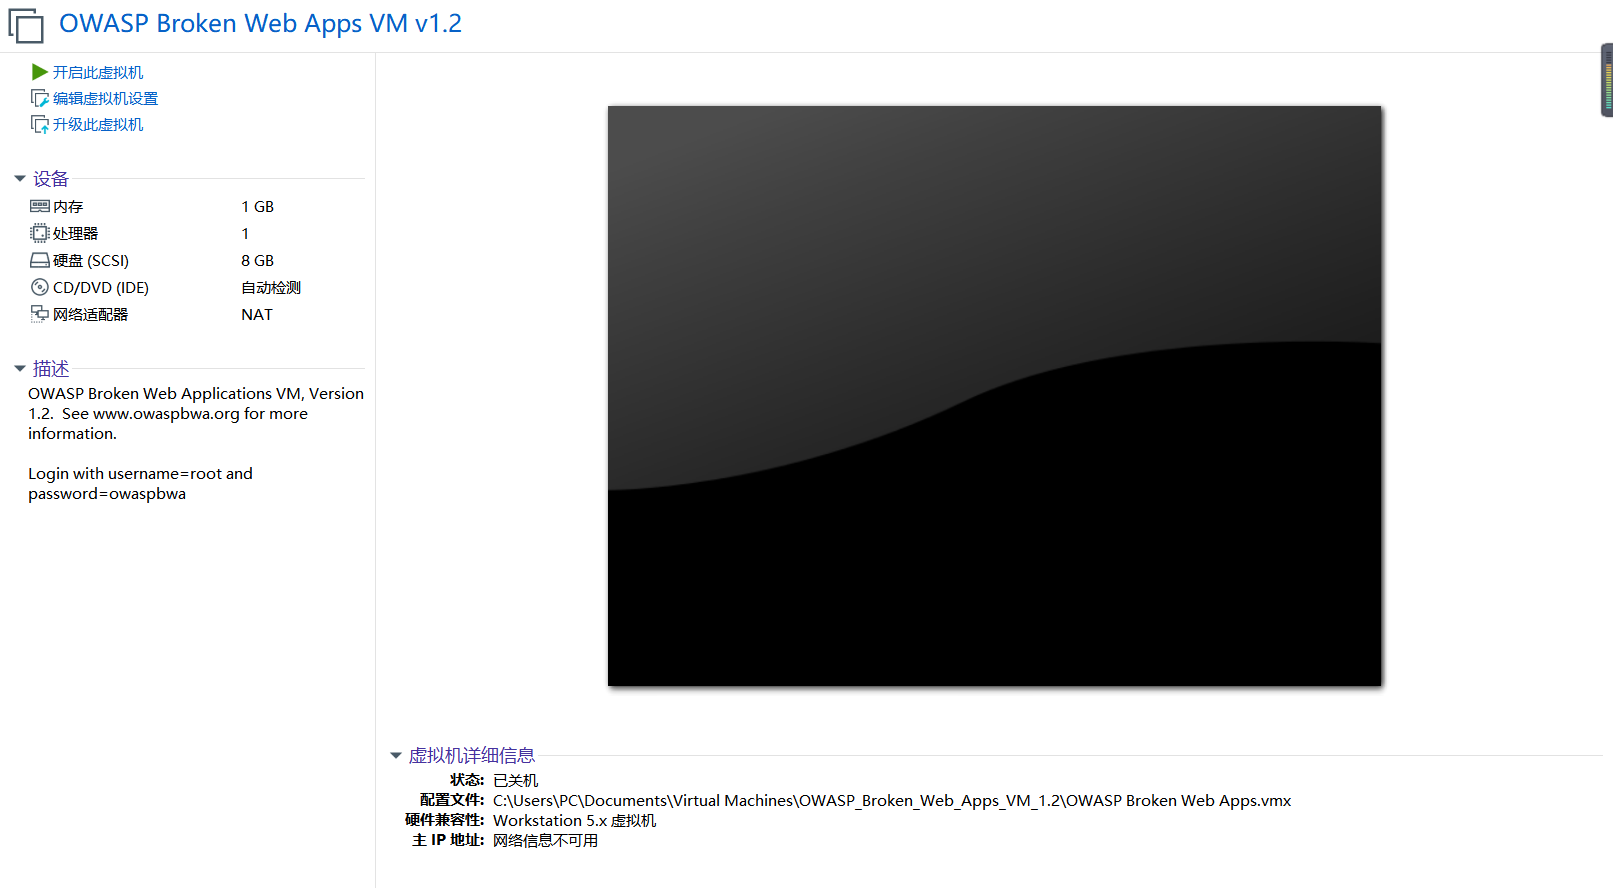 OWASP Broken Web Apps VM v1.2
开启此虚拟机
编辑虚拟机设置
升级此虚拟机
设备
内存 1 GB
处理器 1
硬盘 (SCSI) 8 GB
CD/DVD (IDE) 自动检测
网络适配器 NAT
描述
OWASP Broken Web Applications VM, Version
1.2.  See www.owaspbwa.org for more
information.
Login with username=root and
password=owaspbwa
虚拟机详细信息
状态: 已关机
配置文件: C:\Users\PC\Documents\Virtual Machines\OWASP_Broken_Web_Apps_VM_1.2\OWASP Broken Web Apps.vmx
硬件兼容性: Workstation 5.x 虚拟机
主 IP 地址: 网络信息不可用